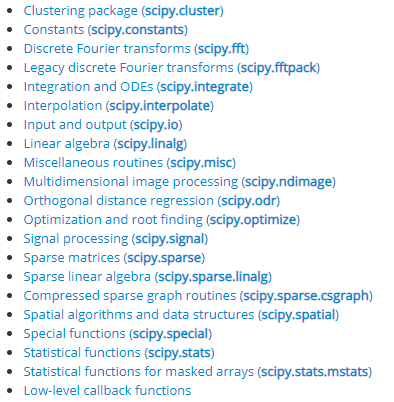 Clustering package (scipy.cluster)
Constants (scipy.constants)
Discrete Fourier transforms (scipy.fft)
Legacy discrete Fourier transforms (scipy.fftpack)
Integration and ODEs (scipy.integrate)
Interpolation (scipy.interpolate)
Input and output (scipy.io)
Linear algebra (scipy.linalg)
Miscellaneous routines (scipy.misc)
Multidimensional image processing (scipy.ndimage)
Orthogonal distance regression (scipy.odr)
Optimization and root finding (scipy.optimize)
Signal processing (scipy.signal)
Sparse matrices (scipy.sparse)
Sparse linear algebra (scipy.sparse.linalg)
Compressed sparse graph routines (scipy.sparse.csgraph)
Spatial algorithms and data structures (scipy.spatial)
Special functions (scipy.special)
Statistical functions (scipy.stats)
Statistical functions for masked arrays (scipy.stats.mstats)
Low-level callback functions